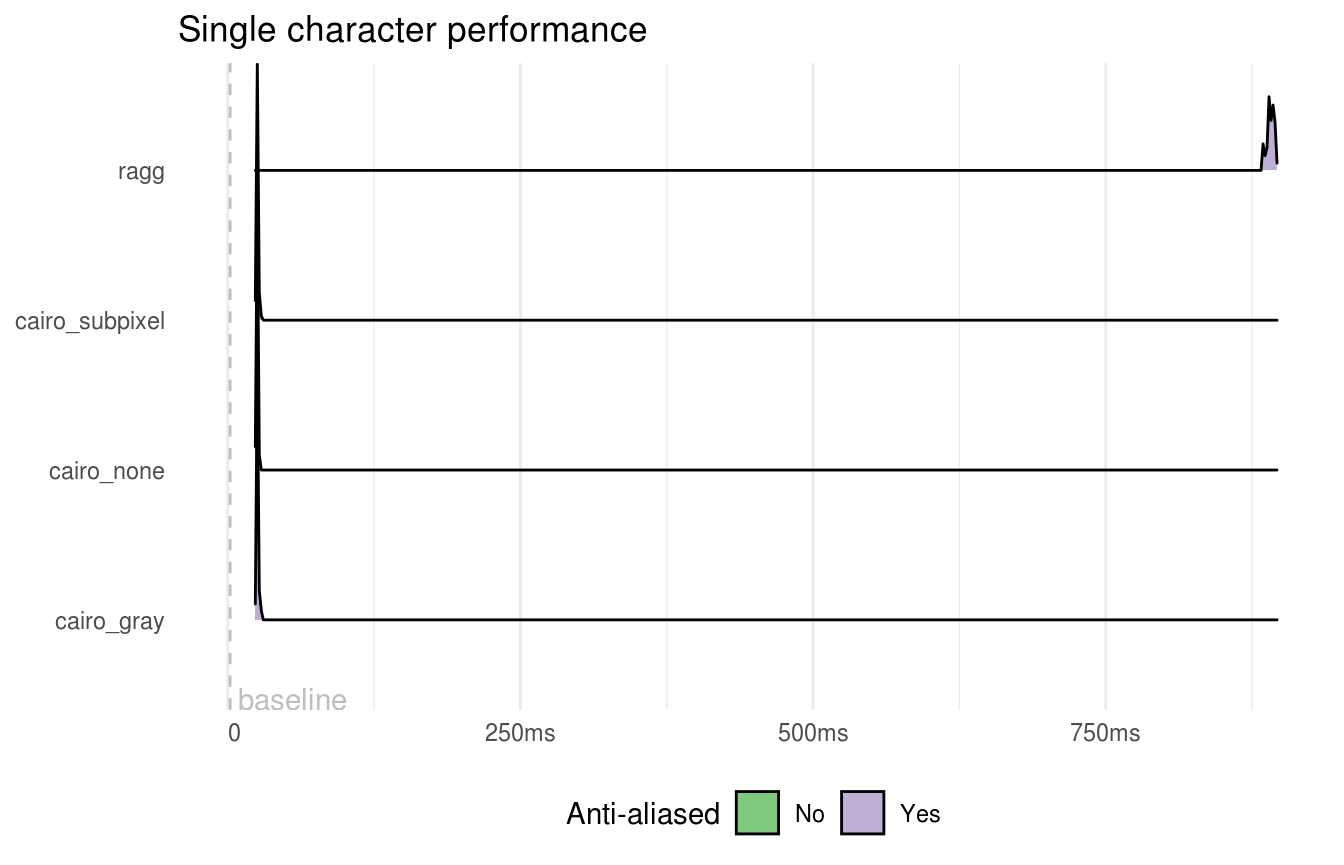 Single character performance
ragg
cairo_subpixel
cairo_none
cairo_gray
baseline
0 250ms 500ms 750ms
Anti-aliased No Yes